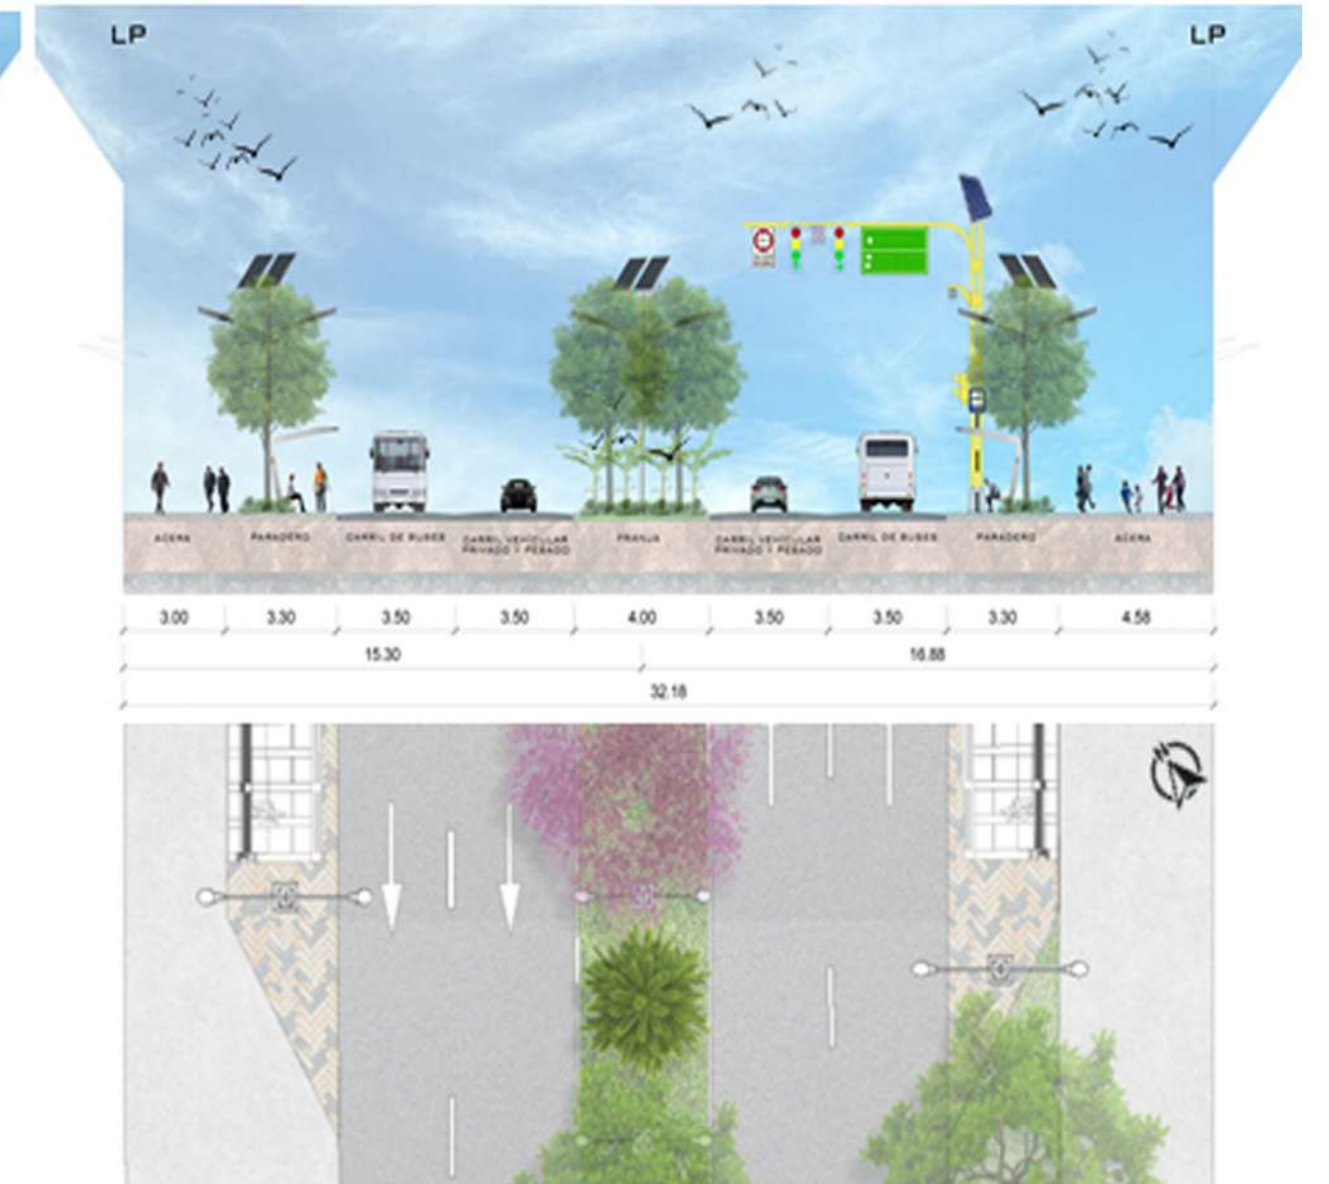 LP LP
ACERA PARADERO CARRIL DE BUSES CARRIL VEHICULAR FRANJA CARRIL VEHICULAR CARRIL DE BUSES PARADERO ACERA
PRIVADO Y PESADO PRIVADO Y PESADO
3.00 3.30 3.50 3.50 4.00 3.50 3.50 3.30 4.58
15.30 16.88
32.18
N